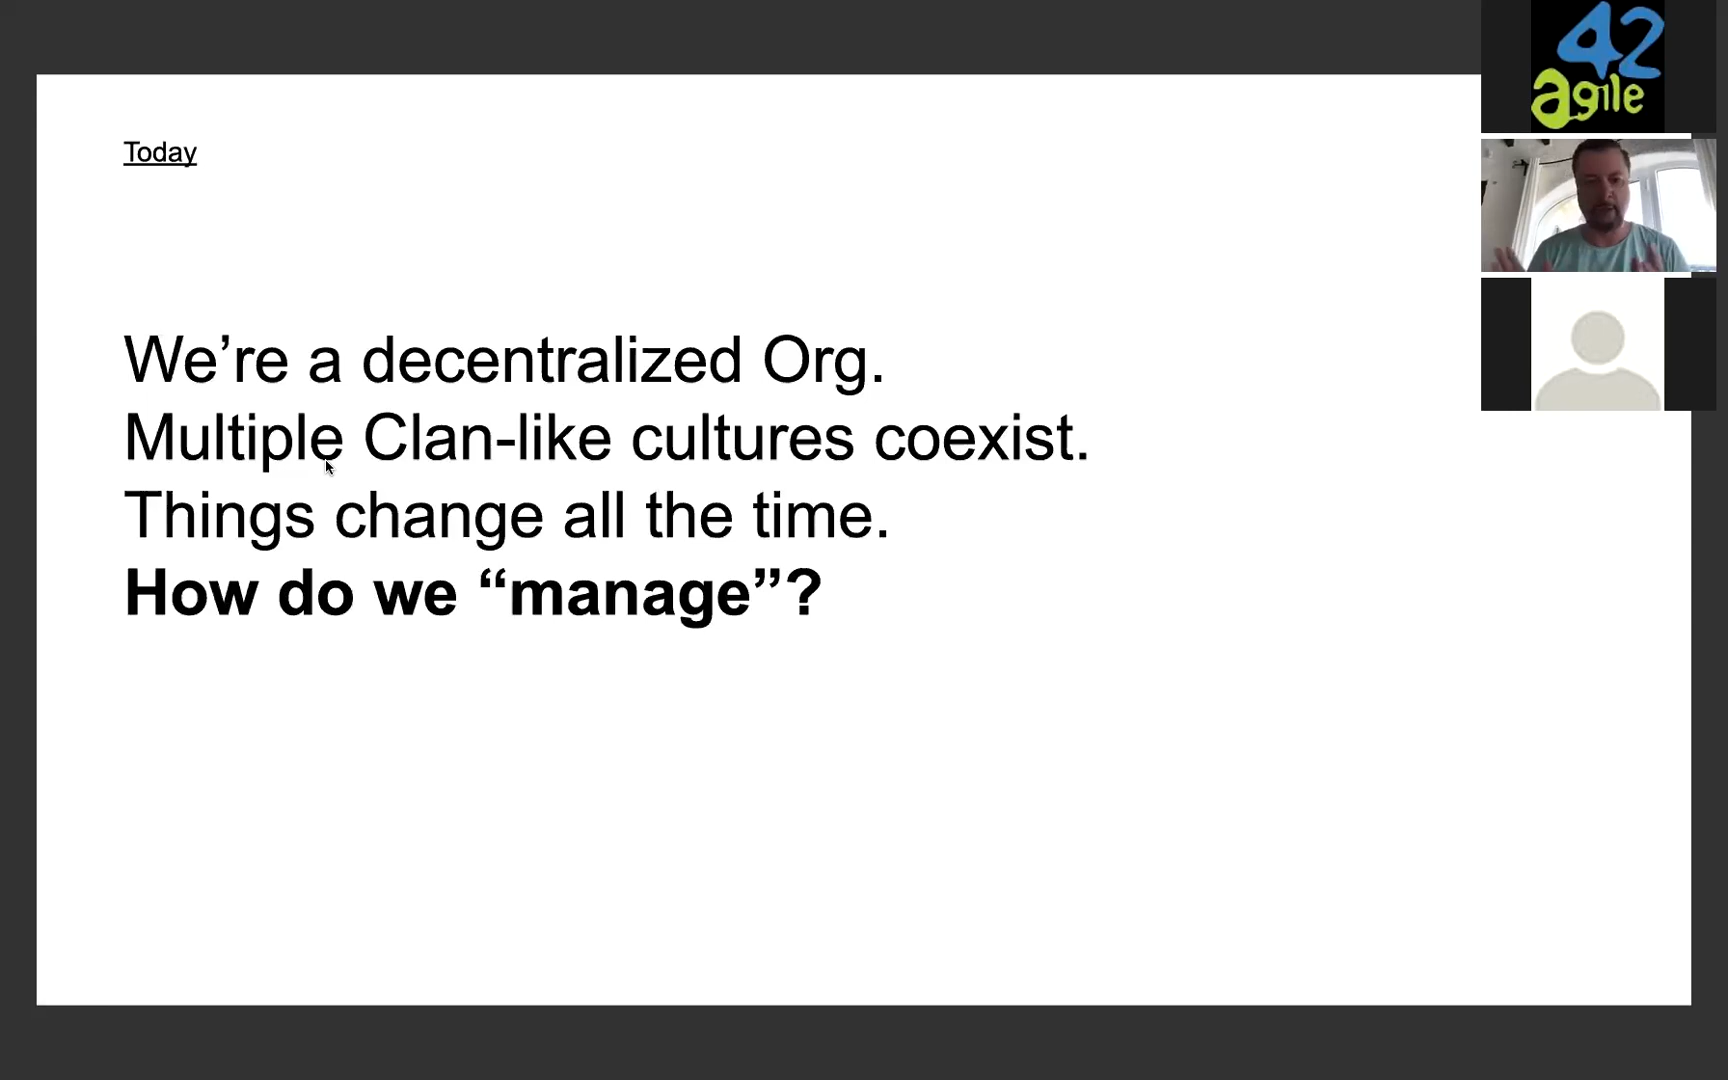 Today
We’re a decentralized Org.
Multiple Clan-like cultures coexist.
Things change all the time.
How do we “manage”?
42
agile